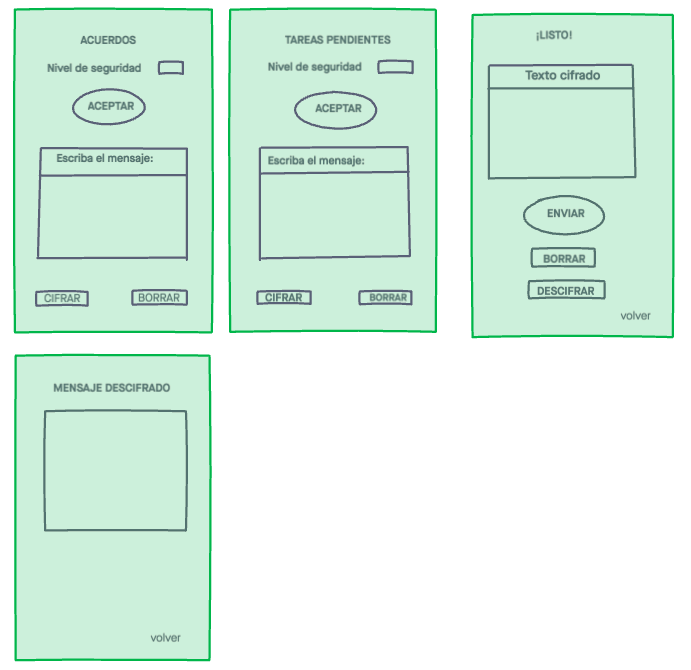 ACUERDOS
Nivel de seguridad
ACEPTAR
Escriba el mensaje:
CIFRAR
BORRAR
TAREAS PENDIENTES
Nivel de seguridad
ACEPTAR
Escriba el mensaje:
CIFRAR
BORRAR
¡LISTO!
Texto cifrado
ENVIAR
BORRAR
DESCIFRAR
volver
MENSAJE DESCIFRADO
volver